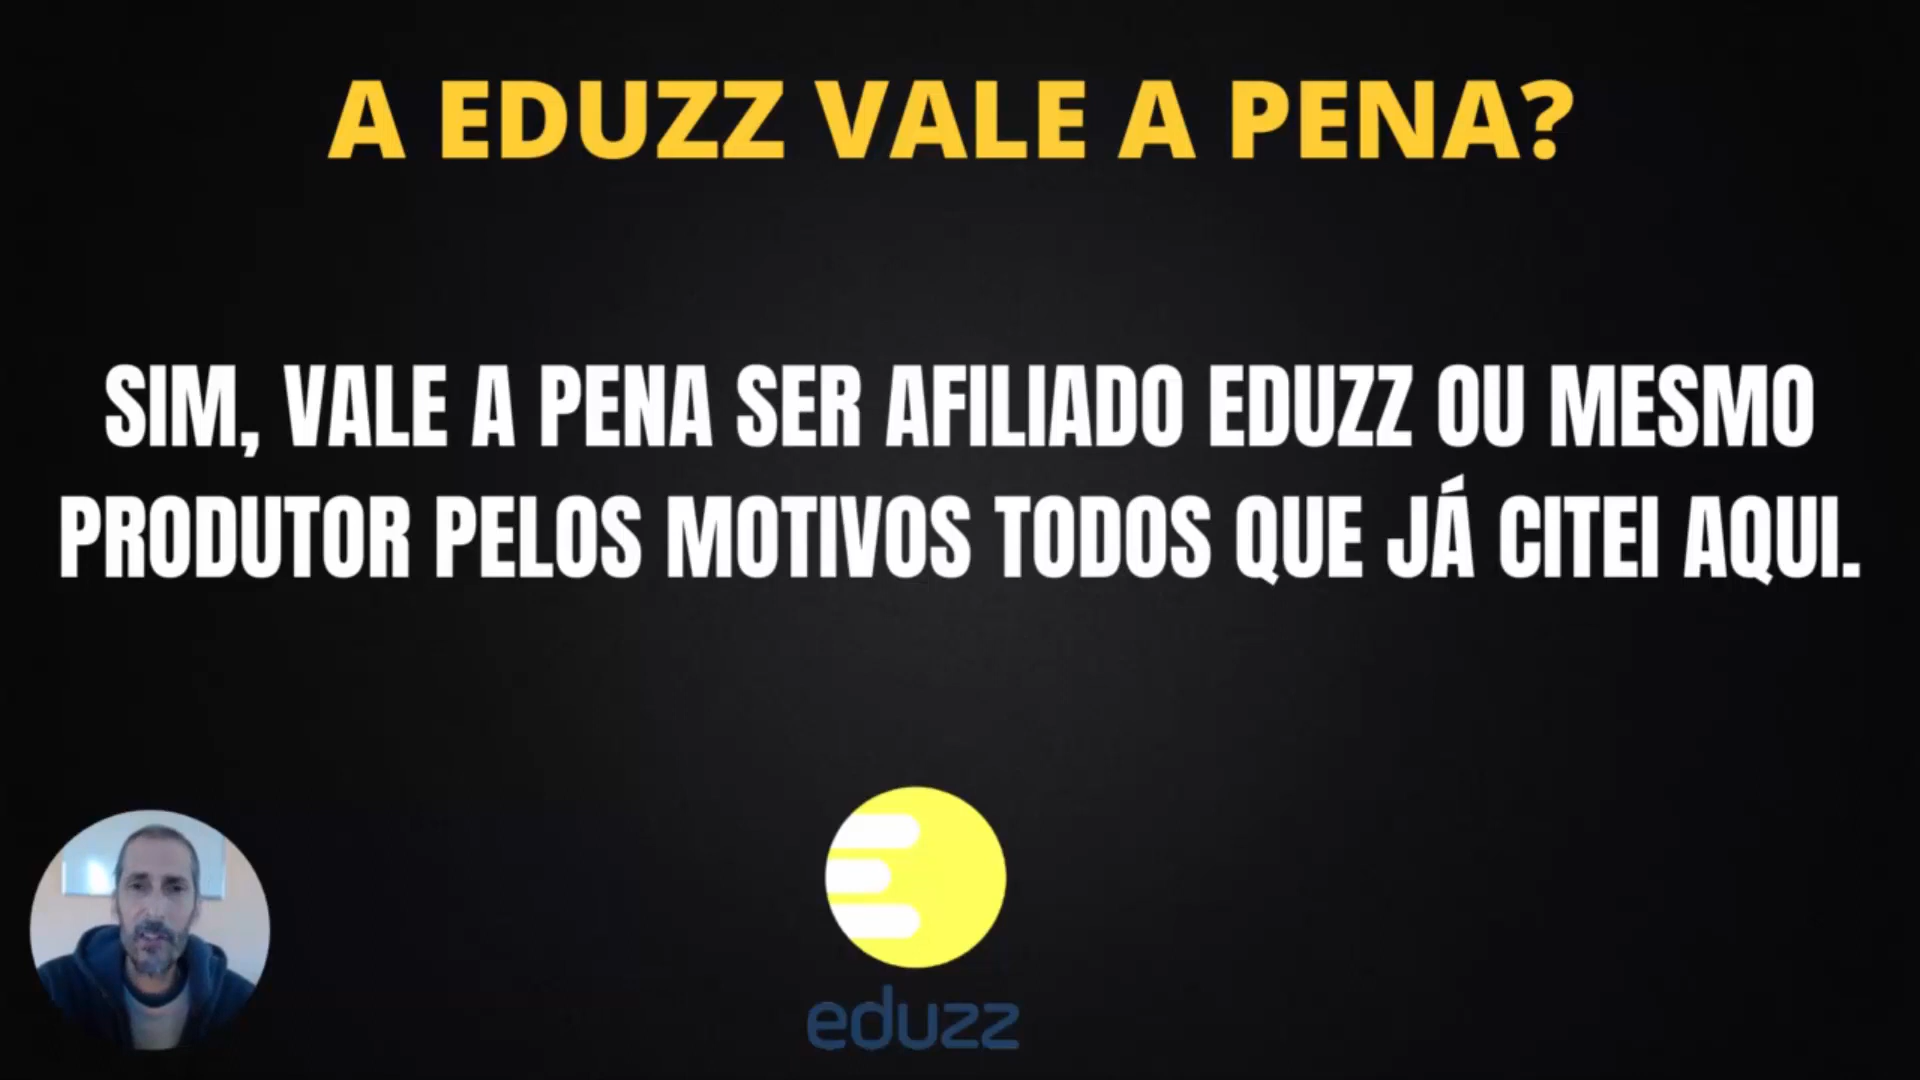 A EDUZZ VALE A PENA?
SIM, VALE A PENA SER AFILIADO EDUZZ OU MESMO
PRODUTOR PELOS MOTIVOS TODOS QUE JÁ CITEI AQUI.
eduzz